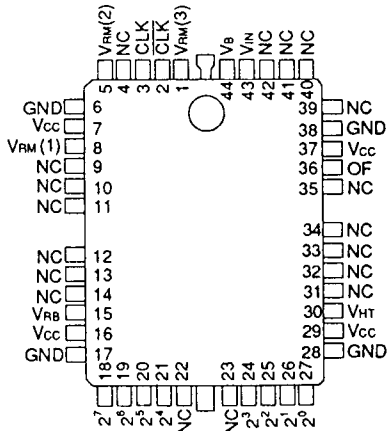 VRM(2) NC CLK C̅L̅K̅ VRM(3) VB VIN NC NC NC
5 4 3 2 1 44 43 42 41 40
GND 6 39 NC
VCC 7 38 GND
VRM(1) 8 37 VCC
NC 9 36 OF
NC 10 35 NC
NC 11
34 NC
NC 12 33 NC
NC 13 32 NC
NC 14 31 NC
VRB 15 30 VHT
VCC 16 29 VCC
GND 17 28 GND
18 19 20 21 22 23 24 25 26 27
2⁷ 2⁶ 2⁵ 2⁴ NC NC 2³ 2² 2¹ 2⁰